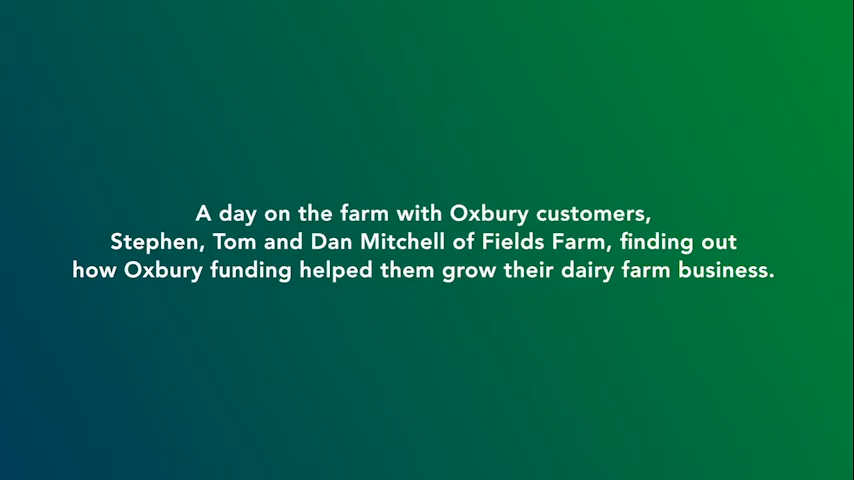 A day on the farm with Oxbury customers,
Stephen, Tom and Dan Mitchell of Fields Farm, finding out
how Oxbury funding helped them grow their dairy farm business.